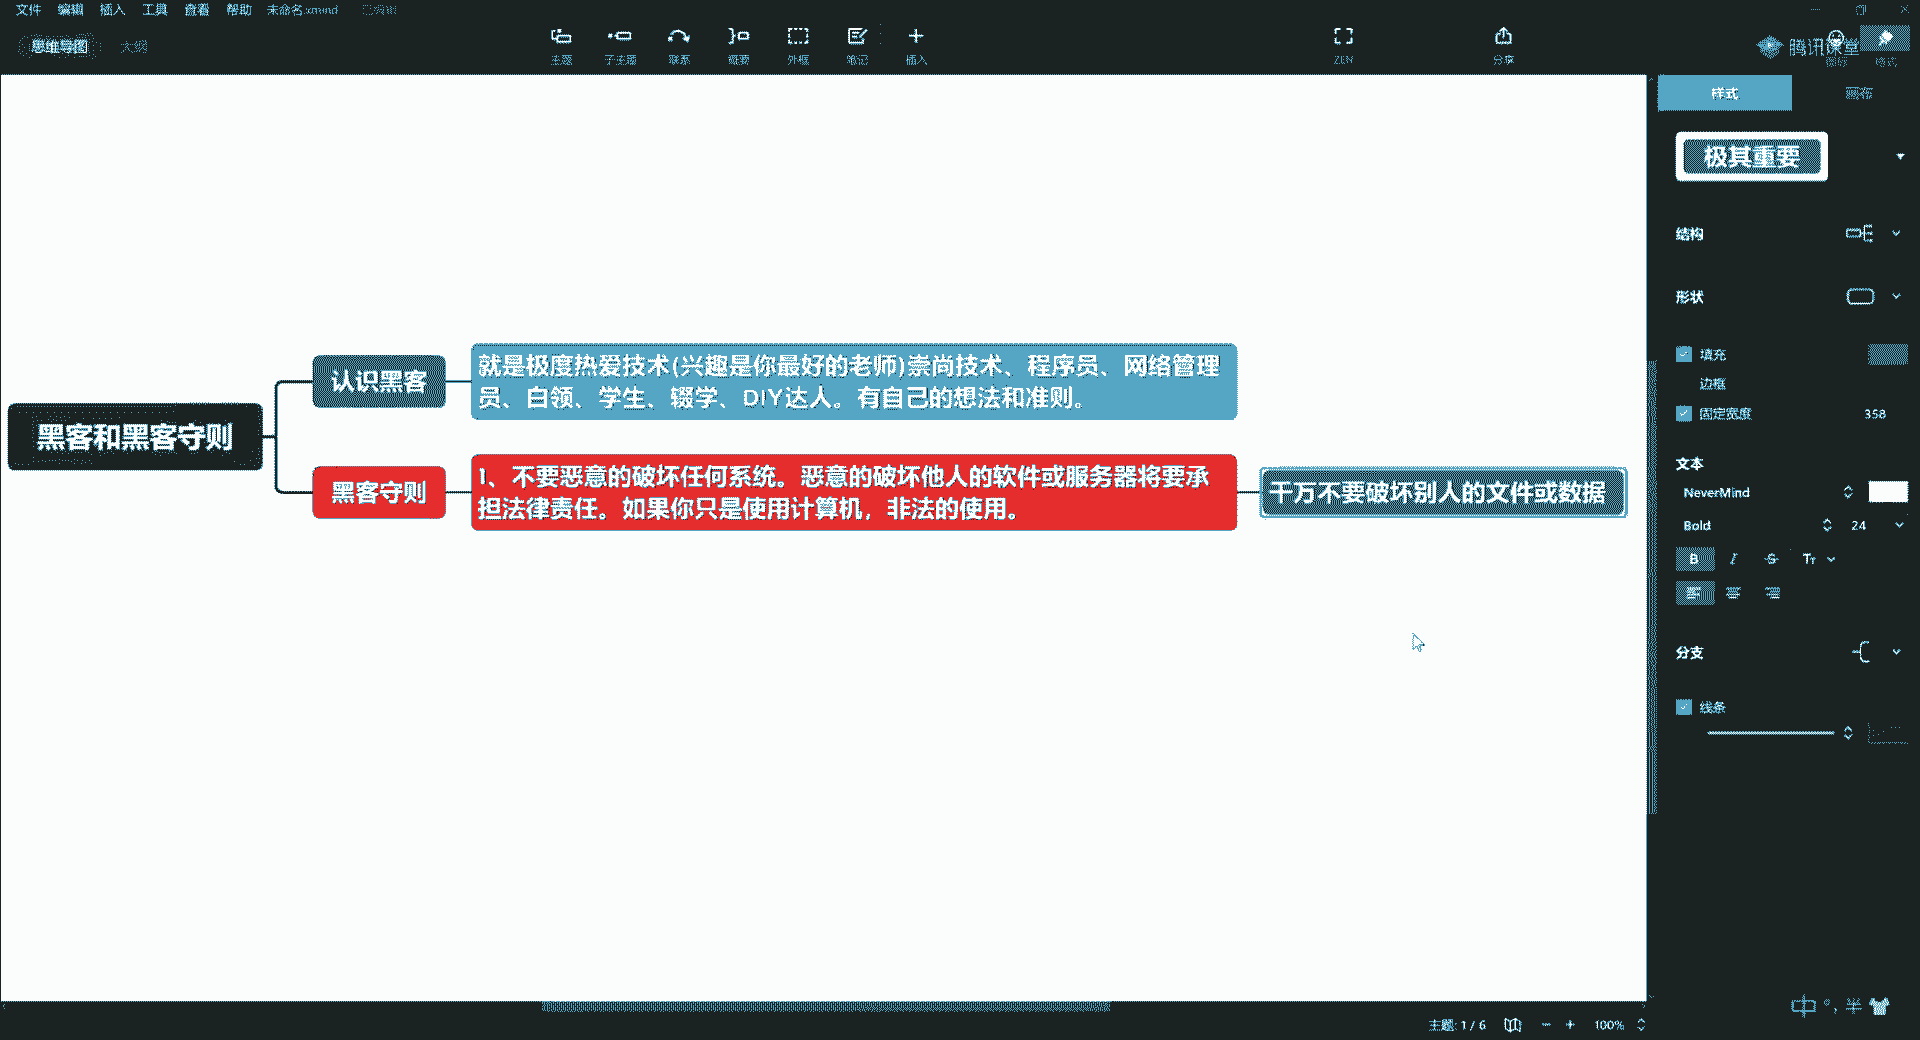 文件 编辑 插入 工具 查看 帮助 未命名.xmind 已编辑
思维导图 大纲
主题 子主题 联系 概要 外框 笔记 插入 ZEN 分享 图标 格式
腾讯课堂
样式 画布
极其重要
结构
形状
填充
边框
固定宽度 358
文本
NeverMind
Bold 24
B I S Tт
分支
线条
黑客和黑客守则
认识黑客
就是极度热爱技术(兴趣是你最好的老师)崇尚技术、程序员、网络管理
员、白领、学生、辍学、DIY达人。有自己的想法和准则。
黑客守则
1、不要恶意的破坏任何系统。恶意的破坏他人的软件或服务器将要承
担法律责任。如果你只是使用计算机，非法的使用。
千万不要破坏别人的文件或数据
中 °, 半
主题: 1 / 6 100%